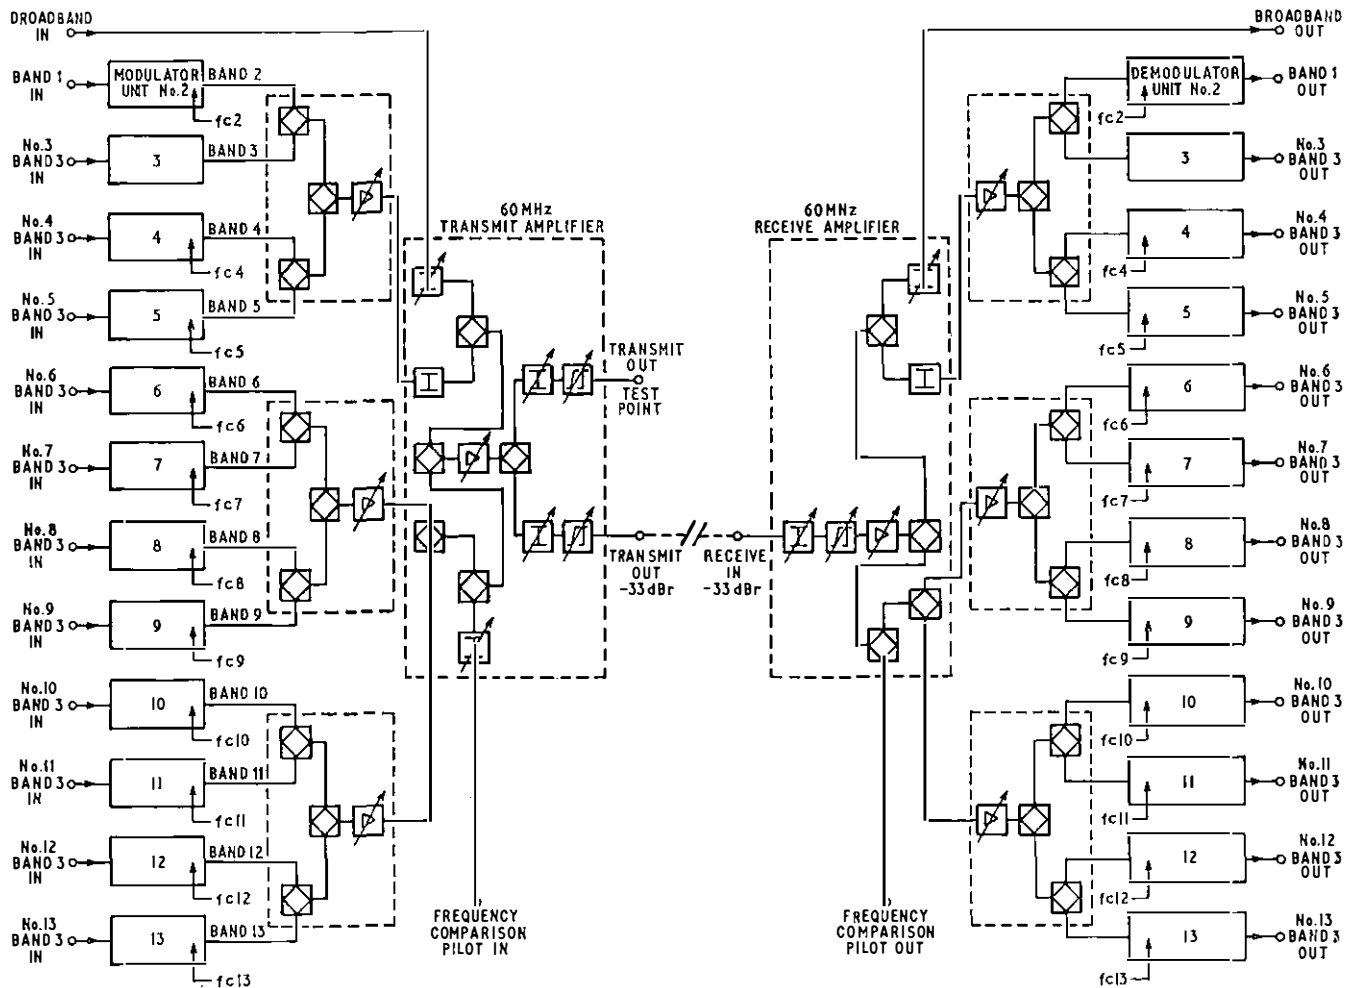 DROADBAND
IN
BROADBAND
OUT
BAND 1
IN
MODULATOR
UNIT No.2
BAND 2
fc2
No.3
BAND 3
IN
3
BAND 3
No.4
BAND 3
IN
4
BAND 4
fc4
No.5
BAND 3
IN
5
BAND 5
fc5
No.6
BAND 3
IN
6
BAND 6
fc6
No.7
BAND 3
IN
7
BAND 7
fc7
No.8
BAND 3
IN
8
BAND 8
fc8
No.9
BAND 3
IN
9
BAND 9
fc9
No.10
BAND 3
IN
10
BAND 10
fc10
No.11
BAND 3
IN
11
BAND 11
fc11
No.12
BAND 3
IN
12
BAND 12
fc12
No.13
BAND 3
IN
13
BAND 13
fc13
60MHz
TRANSMIT AMPLIFIER
TRANSMIT
OUT
TEST
POINT
TRANSMIT
OUT
-33dBr
RECEIVE
IN
-33dBr
FREQUENCY
COMPARISON
PILOT IN
60MNz
RECEIVE AMPLIFIER
FREQUENCY
COMPARISON
PILOT OUT
DEMODULATOR
UNIT No.2
fc2
BAND 1
OUT
3
No.3
BAND 3
OUT
4
fc4
No.4
BAND 3
OUT
5
fc5
No.5
BAND 3
OUT
6
fc6
No.6
BAND 3
OUT
7
fc7
No.7
BAND 3
OUT
8
fc8
No.8
BAND 3
OUT
9
fc9
No.9
BAND 3
OUT
10
fc10
No.10
BAND 3
OUT
11
fc11
No.11
BAND 3
OUT
12
fc12
No.12
BAND 3
OUT
13
fc13
No.13
BAND 3
OUT